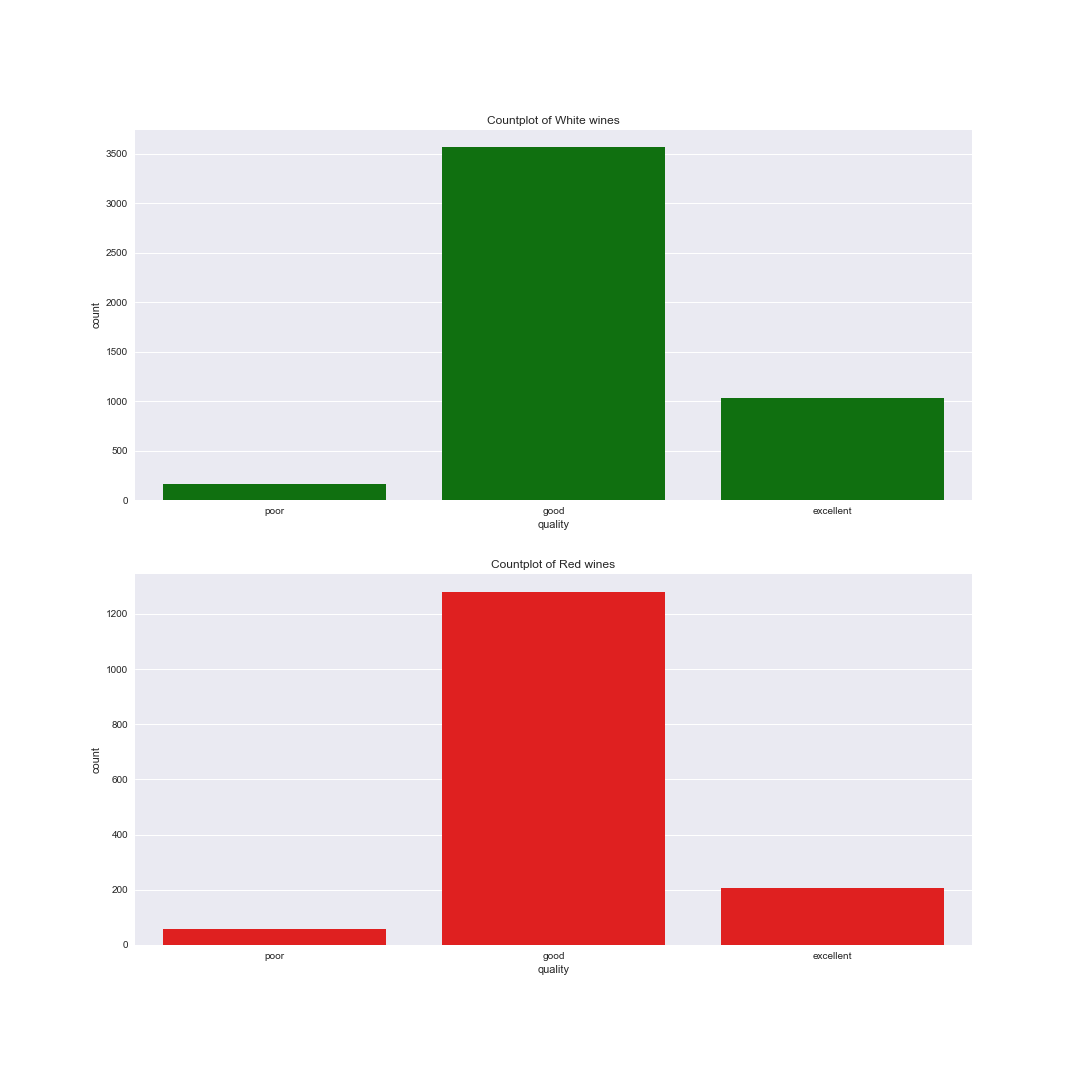 Countplot of White wines
3500
3000
2500
2000
1500
1000
500
0
count
poor good excellent
quality
Countplot of Red wines
1200
1000
800
600
400
200
0
count
poor good excellent
quality